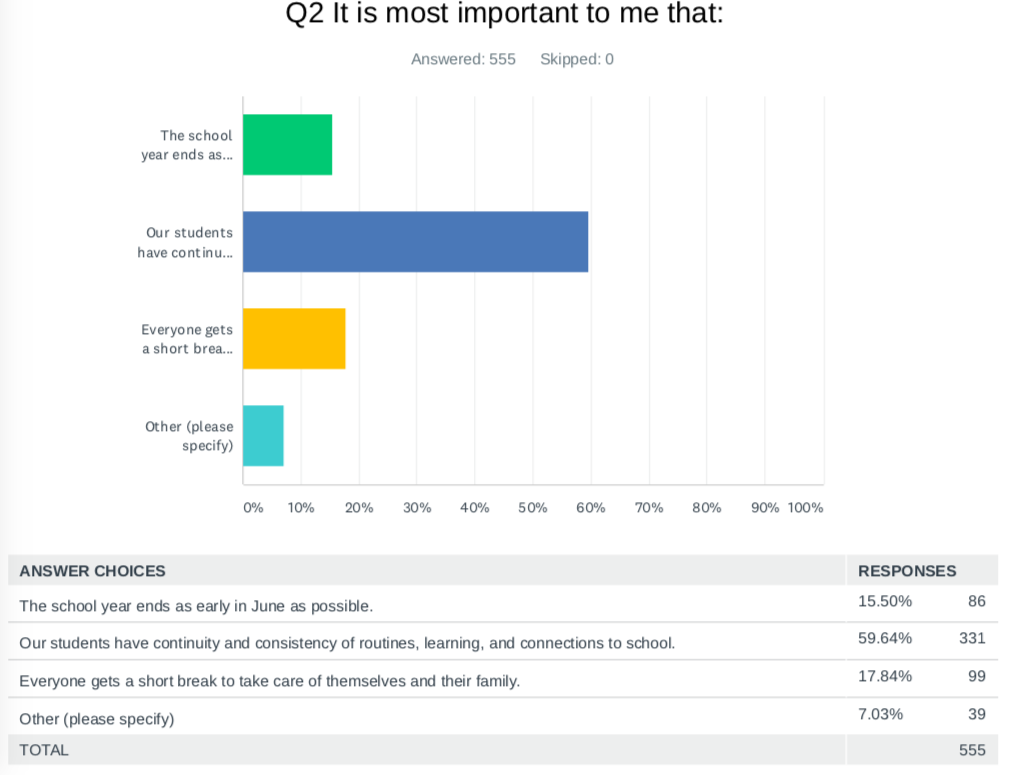 Q2 It is most important to me that:
Answered: 555 Skipped: 0
The school
year ends as...
Our students
have continu...
Everyone gets
a short brea...
Other (please
specify)
0% 10% 20% 30% 40% 50% 60% 70% 80% 90% 100%
ANSWER CHOICES RESPONSES
The school year ends as early in June as possible. 15.50% 86
Our students have continuity and consistency of routines, learning, and connections to school. 59.64% 331
Everyone gets a short break to take care of themselves and their family. 17.84% 99
Other (please specify) 7.03% 39
TOTAL 555